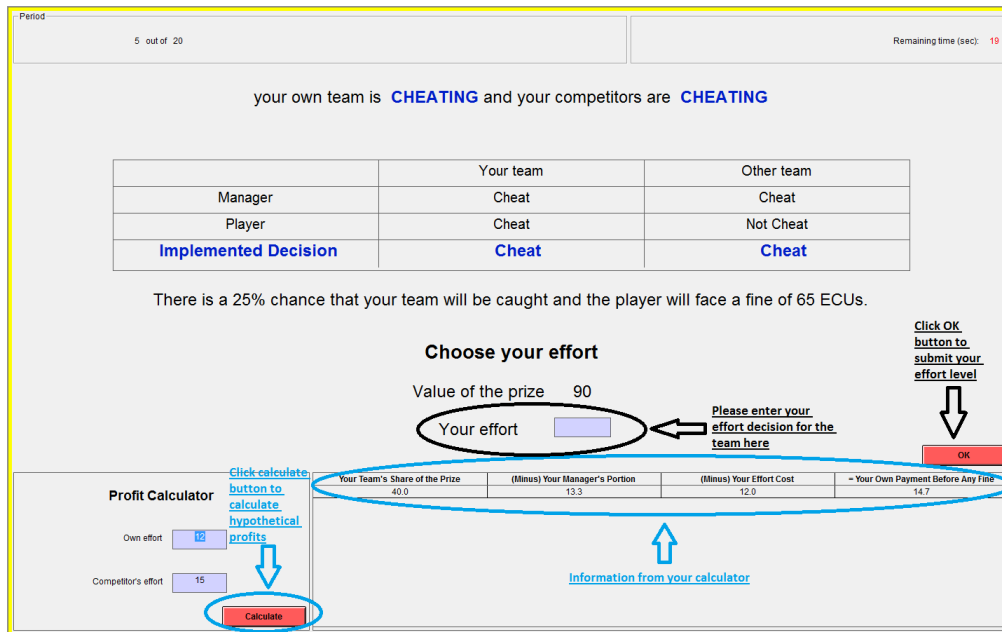 Period
5 out of 20
Remaining time (sec): 19
your own team is CHEATING and your competitors are CHEATING
Your team Other team
Manager Cheat Cheat
Player Cheat Not Cheat
Implemented Decision Cheat Cheat
There is a 25% chance that your team will be caught and the player will face a fine of 65 ECUs.
Click OK
button to
submit your
effort level
Choose your effort
Value of the prize 90
Your effort
Please enter your
effort decision for the
team here
OK
Profit Calculator
Click calculate
button to
calculate
hypothetical
profits
Own effort 12
Competitor's effort 15
Calculate
Your Team's Share of the Prize (Minus) Your Manager's Portion (Minus) Your Effort Cost = Your Own Payment Before Any Fine
40.0 13.3 12.0 14.7
Information from your calculator